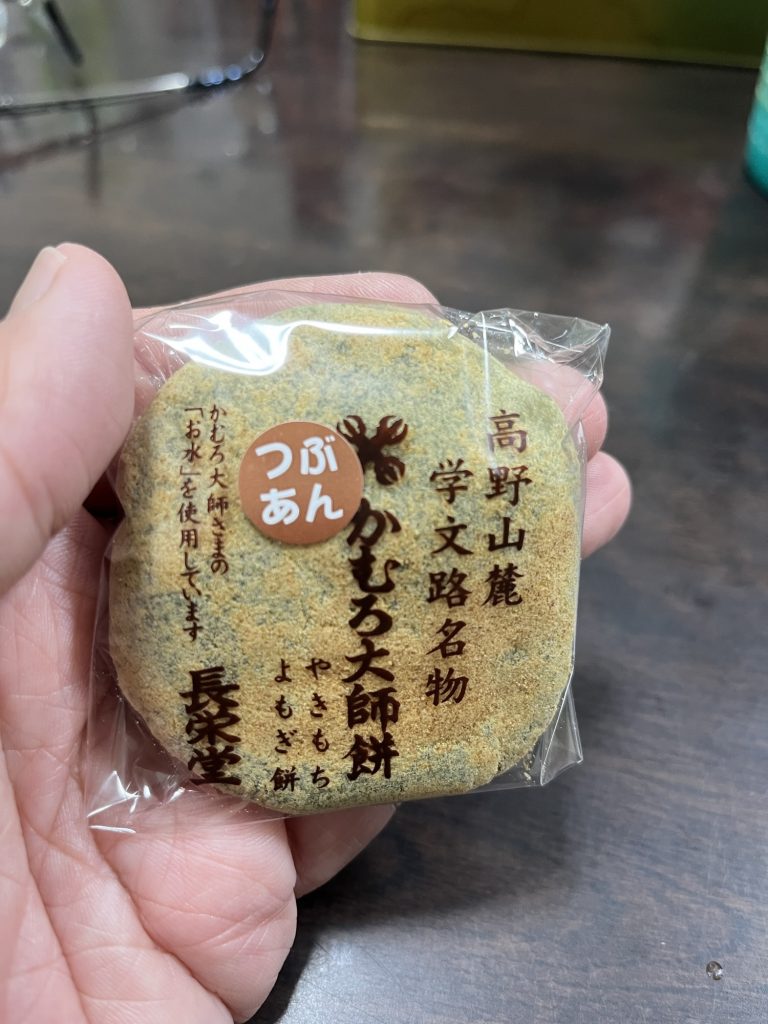 高野山麓
学文路名物
かむろ大師餅
やきもち
よもぎ餅
つぶ
あん
かむろ大師さまの
「お水」を使用しています
長栄堂